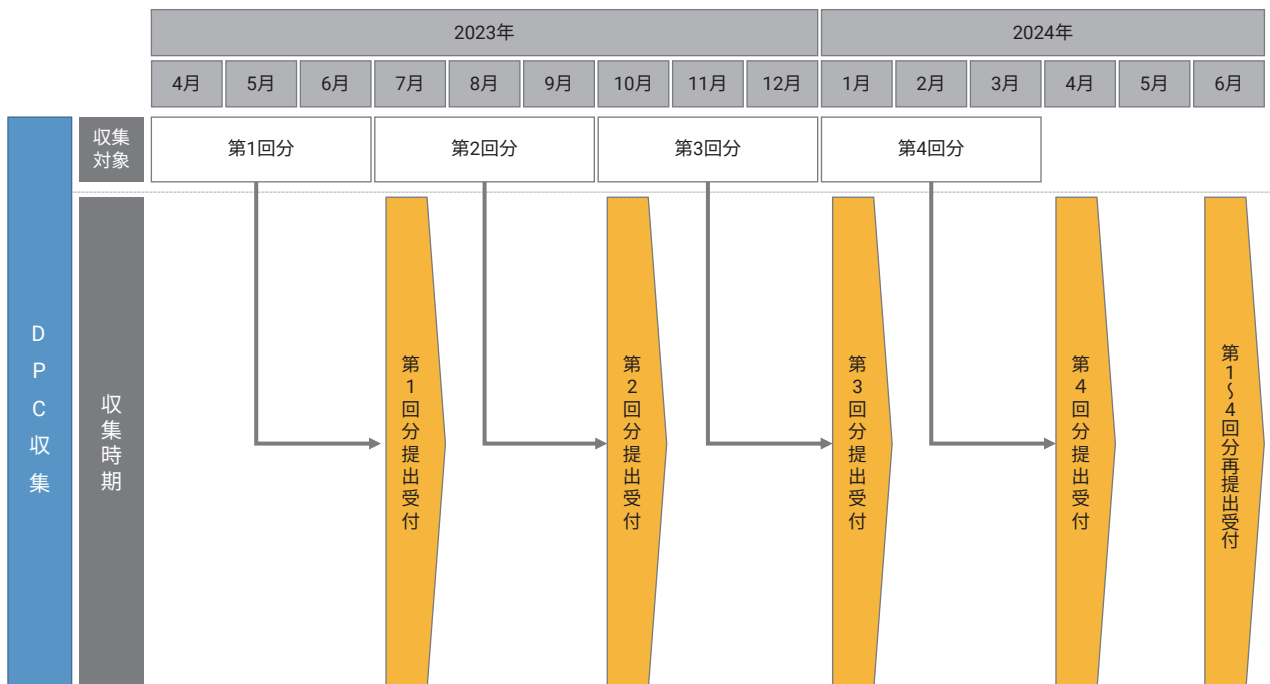 2023年
2024年
4月
5月
6月
7月
8月
9月
10月
11月
12月
1月
2月
3月
4月
5月
6月
DPC収集
収集
対象
第1回分
第2回分
第3回分
第4回分
収集時期
第1回分提出受付
第2回分提出受付
第3回分提出受付
第4回分提出受付
第1〜4回分再提出受付